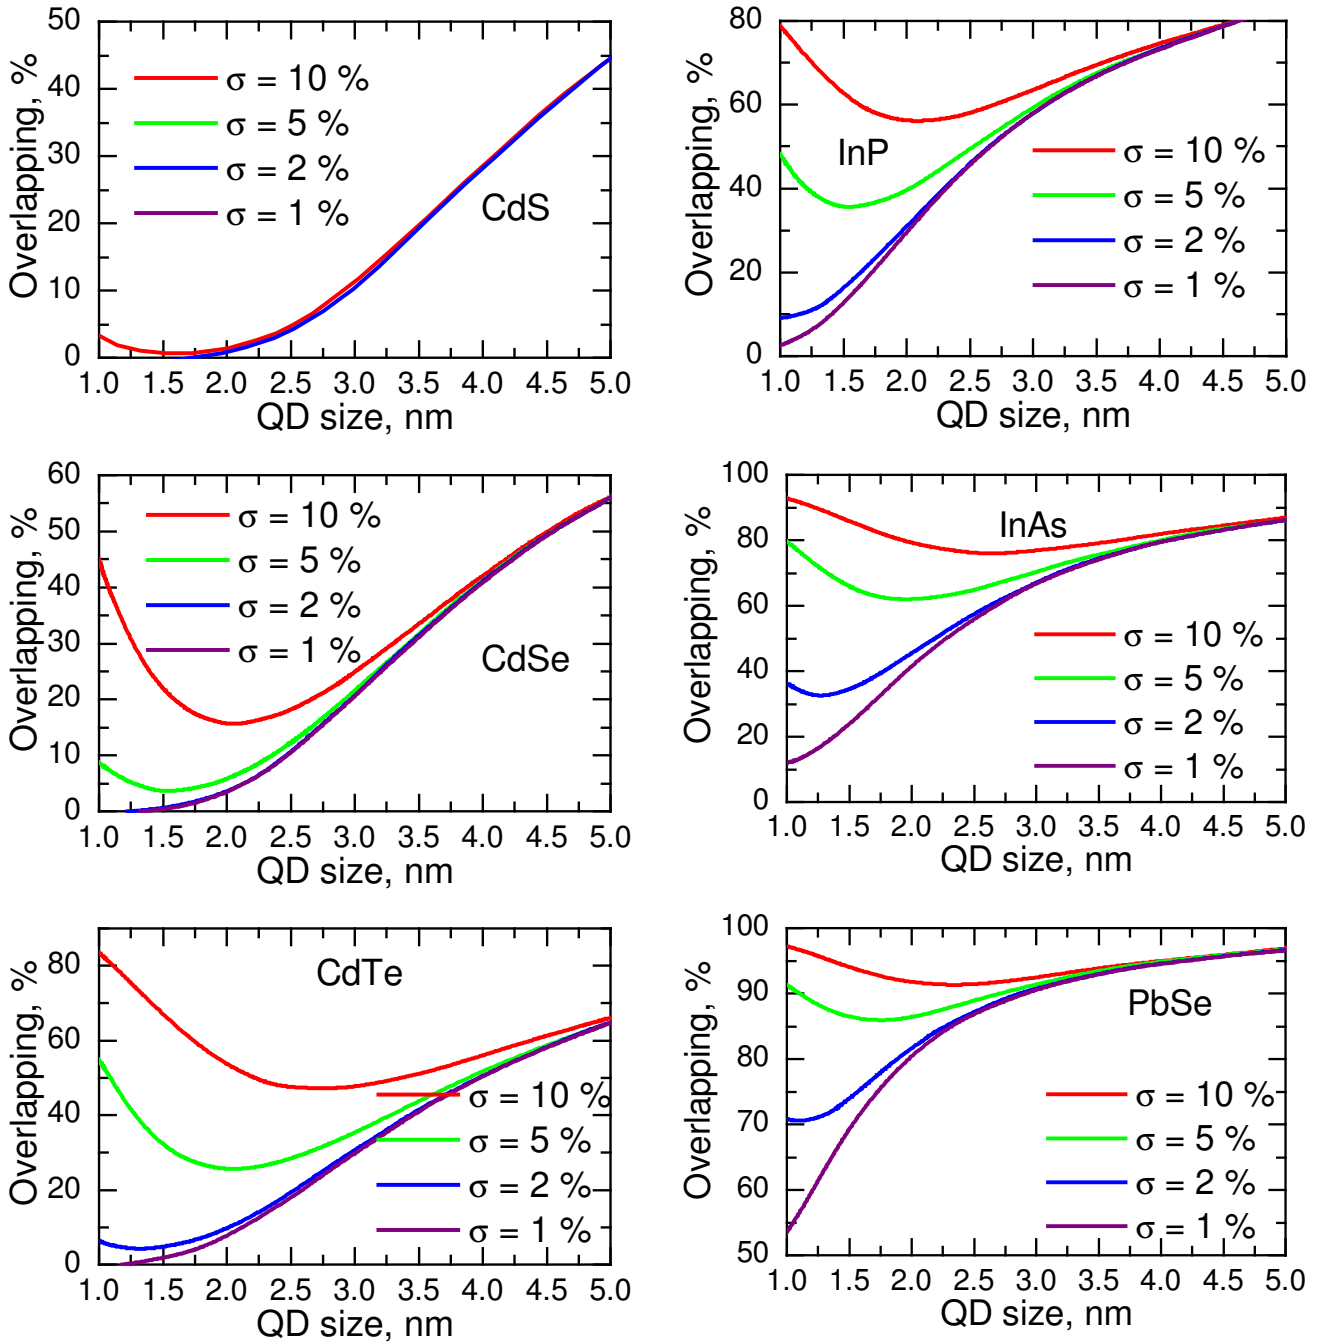 50
40
30
20
10
0
Overlapping, %
σ = 10 %
σ = 5 %
σ = 2 %
σ = 1 %
CdS
1.0 1.5 2.0 2.5 3.0 3.5 4.0 4.5 5.0
QD size, nm
80
60
40
20
0
Overlapping, %
InP
σ = 10 %
σ = 5 %
σ = 2 %
σ = 1 %
1.0 1.5 2.0 2.5 3.0 3.5 4.0 4.5 5.0
QD size, nm
60
50
40
30
20
10
0
Overlapping, %
σ = 10 %
σ = 5 %
σ = 2 %
σ = 1 %
CdSe
1.0 1.5 2.0 2.5 3.0 3.5 4.0 4.5 5.0
QD size, nm
100
80
60
40
20
0
Overlapping, %
InAs
σ = 10 %
σ = 5 %
σ = 2 %
σ = 1 %
1.0 1.5 2.0 2.5 3.0 3.5 4.0 4.5 5.0
QD size, nm
80
60
40
20
0
Overlapping, %
CdTe
σ = 10 %
σ = 5 %
σ = 2 %
σ = 1 %
1.0 1.5 2.0 2.5 3.0 3.5 4.0 4.5 5.0
QD size, nm
100
90
80
70
60
50
Overlapping, %
PbSe
σ = 10 %
σ = 5 %
σ = 2 %
σ = 1 %
1.0 1.5 2.0 2.5 3.0 3.5 4.0 4.5 5.0
QD size, nm